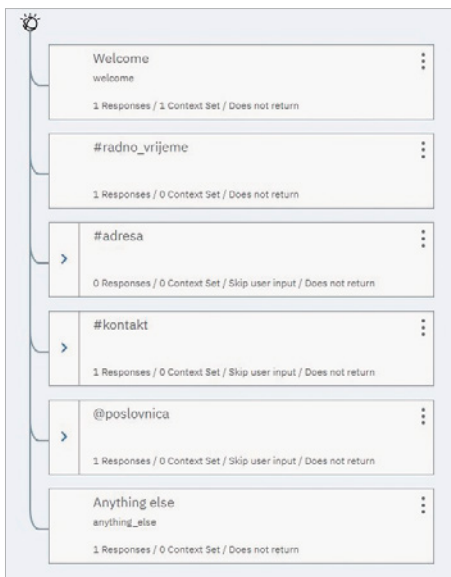 Welcome
welcome
1 Responses / 1 Context Set / Does not return
#radno_vrijeme
1 Responses / 0 Context Set / Does not return
#adresa
0 Responses / 0 Context Set / Skip user input / Does not return
#kontakt
1 Responses / 0 Context Set / Skip user input / Does not return
@poslovnica
1 Responses / 0 Context Set / Skip user input / Does not return
Anything else
anything_else
1 Responses / 0 Context Set / Does not return